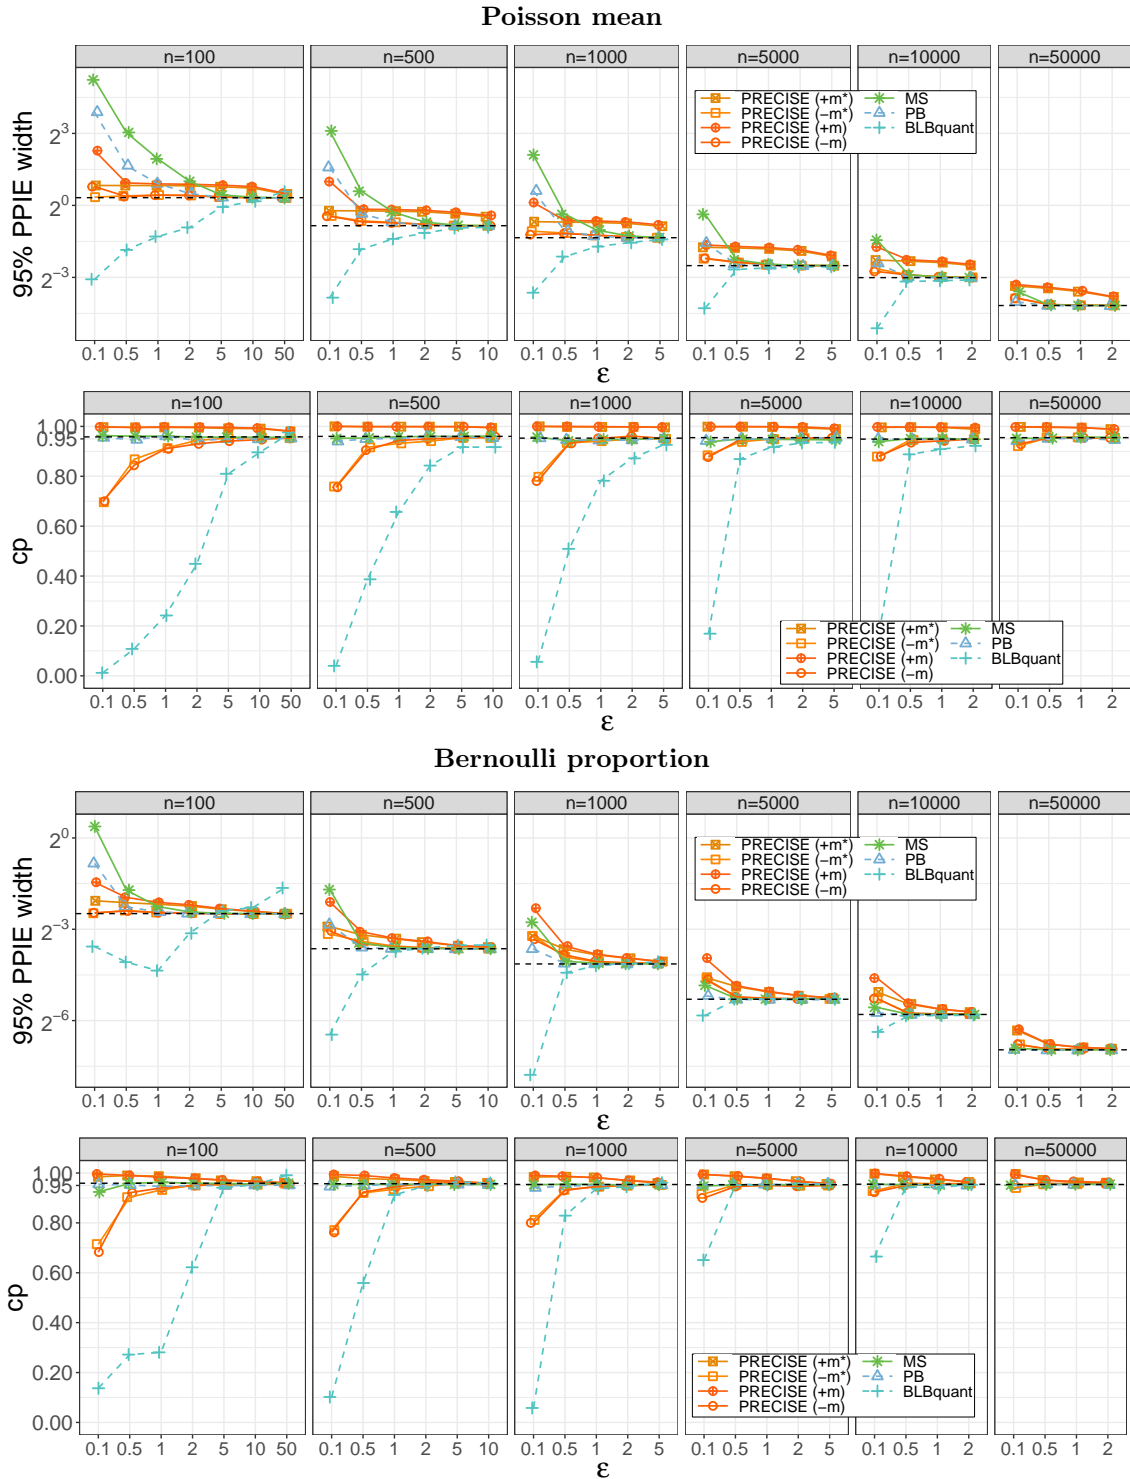 Poisson mean
n=100 n=500 n=1000 n=5000 n=10000 n=50000
95% PPIE width
2^3
2^0
2^−3
PRECISE (+m*) MS
PRECISE (−m*) PB
PRECISE (+m) BLBquant
PRECISE (−m)
0.1 0.5 1 2 5 10 50 0.1 0.5 1 2 5 10 0.1 0.5 1 2 5 0.1 0.5 1 2 5 0.1 0.5 1 2 0.1 0.5 1 2
ε
n=100 n=500 n=1000 n=5000 n=10000 n=50000
cp
1.00
0.95
0.80
0.60
0.40
0.20
0.00
PRECISE (+m*) MS
PRECISE (−m*) PB
PRECISE (+m) BLBquant
PRECISE (−m)
0.1 0.5 1 2 5 10 50 0.1 0.5 1 2 5 10 0.1 0.5 1 2 5 0.1 0.5 1 2 5 0.1 0.5 1 2 0.1 0.5 1 2
ε
Bernoulli proportion
n=100 n=500 n=1000 n=5000 n=10000 n=50000
95% PPIE width
2^0
2^−3
2^−6
PRECISE (+m*) MS
PRECISE (−m*) PB
PRECISE (+m) BLBquant
PRECISE (−m)
0.1 0.5 1 2 5 10 50 0.1 0.5 1 2 5 10 0.1 0.5 1 2 5 0.1 0.5 1 2 5 0.1 0.5 1 2 0.1 0.5 1 2
ε
n=100 n=500 n=1000 n=5000 n=10000 n=50000
cp
1.00
0.95
0.80
0.60
0.40
0.20
0.00
PRECISE (+m*) MS
PRECISE (−m*) PB
PRECISE (+m) BLBquant
PRECISE (−m)
0.1 0.5 1 2 5 10 50 0.1 0.5 1 2 5 10 0.1 0.5 1 2 5 0.1 0.5 1 2 5 0.1 0.5 1 2 0.1 0.5 1 2
ε